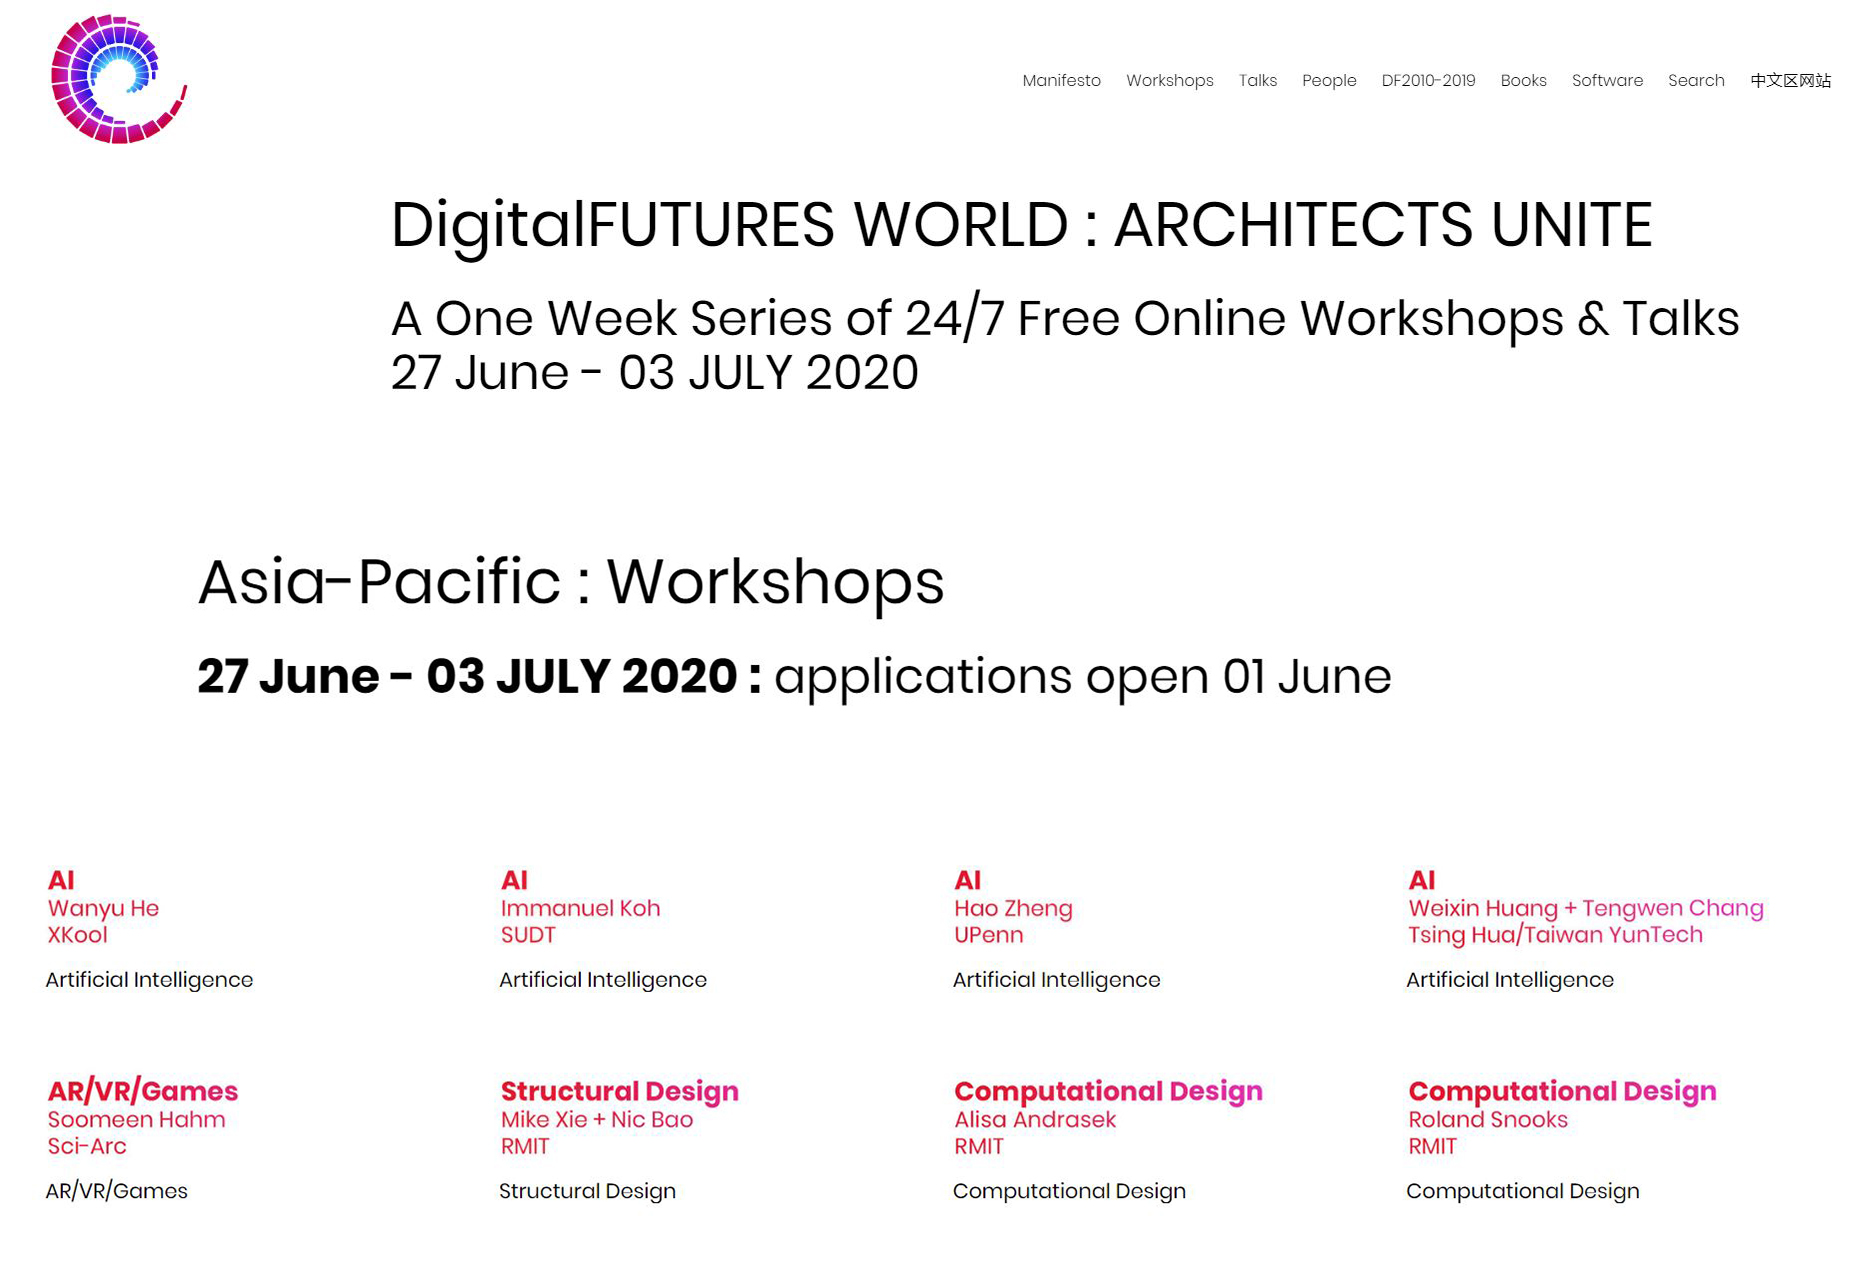 Manifesto Workshops Talks People DF2010-2019 Books Software Search 中文区网站
DigitalFUTURES WORLD : ARCHITECTS UNITE
A One Week Series of 24/7 Free Online Workshops & Talks
27 June - 03 JULY 2020
Asia-Pacific : Workshops
27 June - 03 JULY 2020 : applications open 01 June
AI
Wanyu He
XKool
Artificial Intelligence
AI
Immanuel Koh
SUDT
Artificial Intelligence
AI
Hao Zheng
UPenn
Artificial Intelligence
AI
Weixin Huang + Tengwen Chang
Tsing Hua/Taiwan YunTech
Artificial Intelligence
AR/VR/Games
Soomeen Hahm
Sci-Arc
AR/VR/Games
Structural Design
Mike Xie + Nic Bao
RMIT
Structural Design
Computational Design
Alisa Andrasek
RMIT
Computational Design
Computational Design
Roland Snooks
RMIT
Computational Design